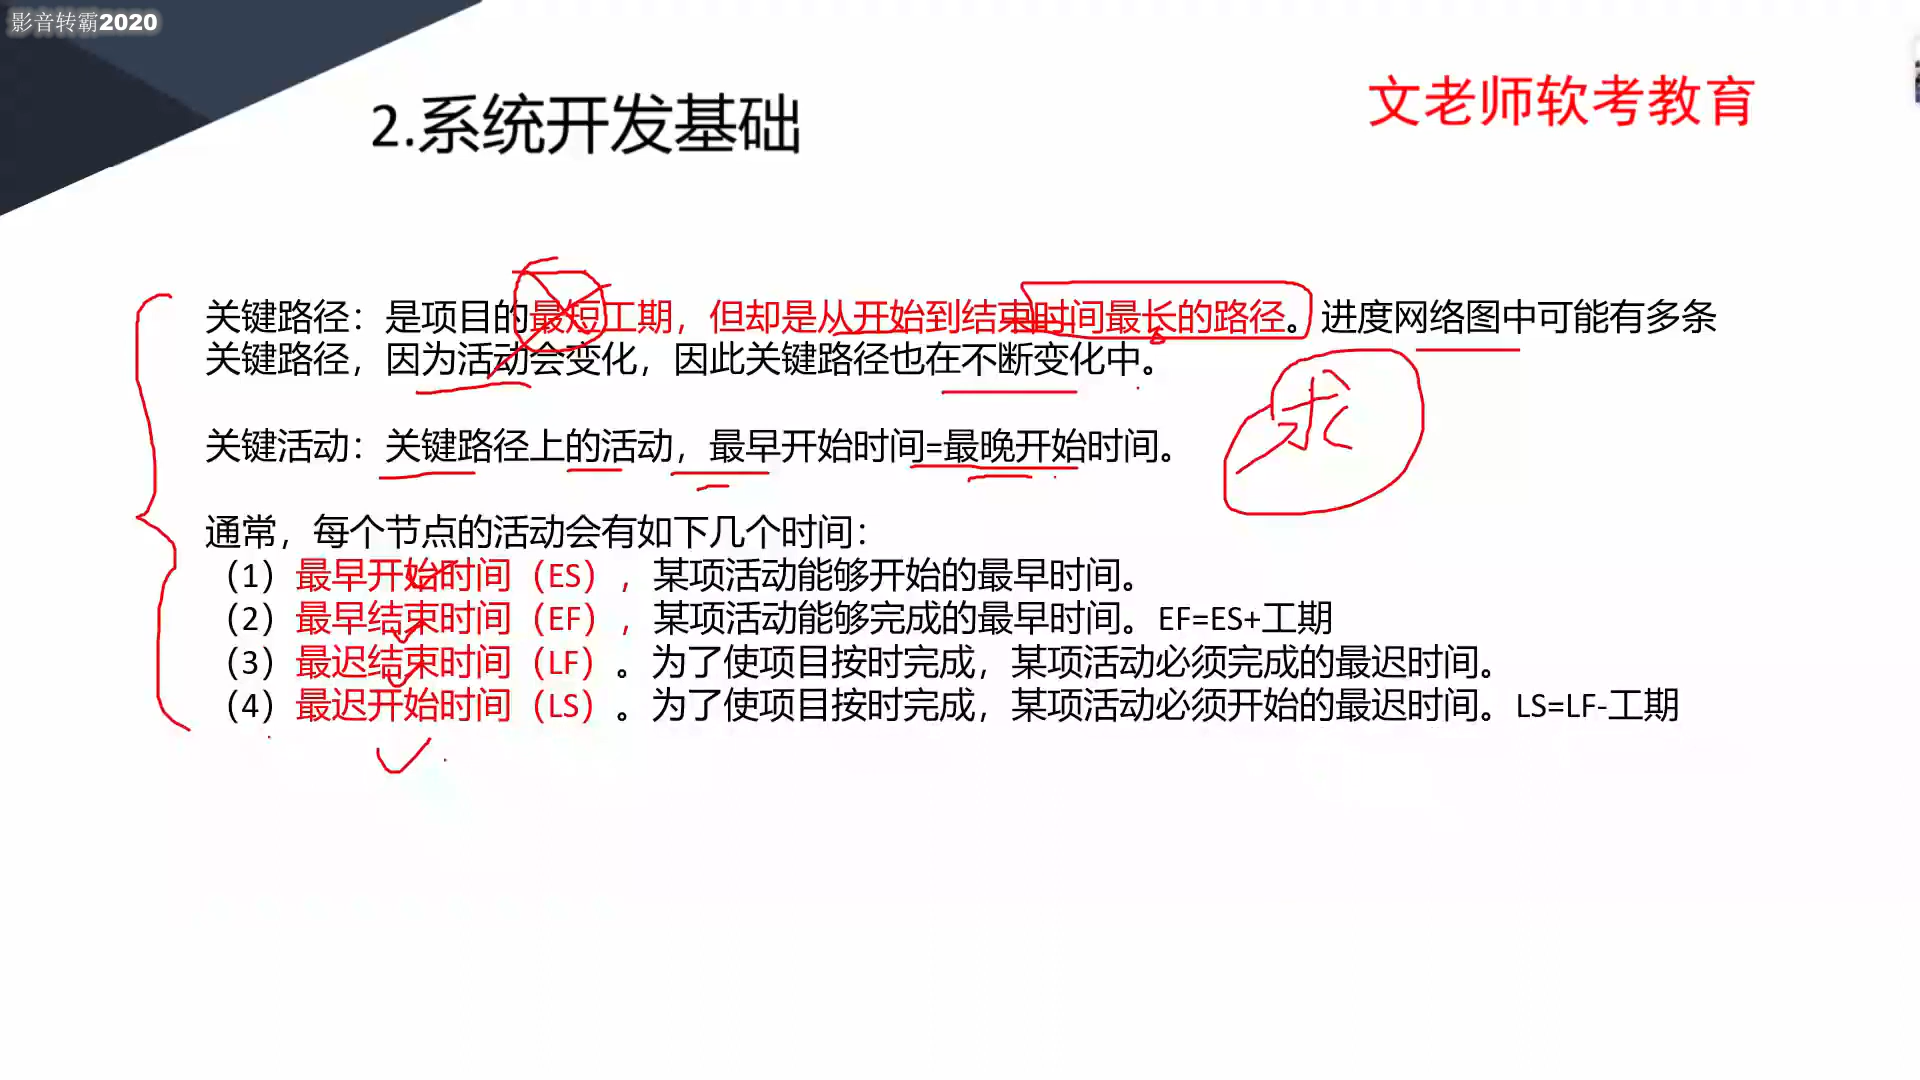 影音转霸2020
文老师软考教育
2.系统开发基础
关键路径：是项目的最短工期，但却是从开始到结束时间最长的路径。进度网络图中可能有多条
关键路径，因为活动会变化，因此关键路径也在不断变化中。
求
关键活动：关键路径上的活动，最早开始时间=最晚开始时间。
通常，每个节点的活动会有如下几个时间：
（1）最早开始时间（ES），某项活动能够开始的最早时间。
（2）最早结束时间（EF），某项活动能够完成的最早时间。EF=ES+工期
（3）最迟结束时间（LF）。为了使项目按时完成，某项活动必须完成的最迟时间。
（4）最迟开始时间（LS）。为了使项目按时完成，某项活动必须开始的最迟时间。LS=LF-工期